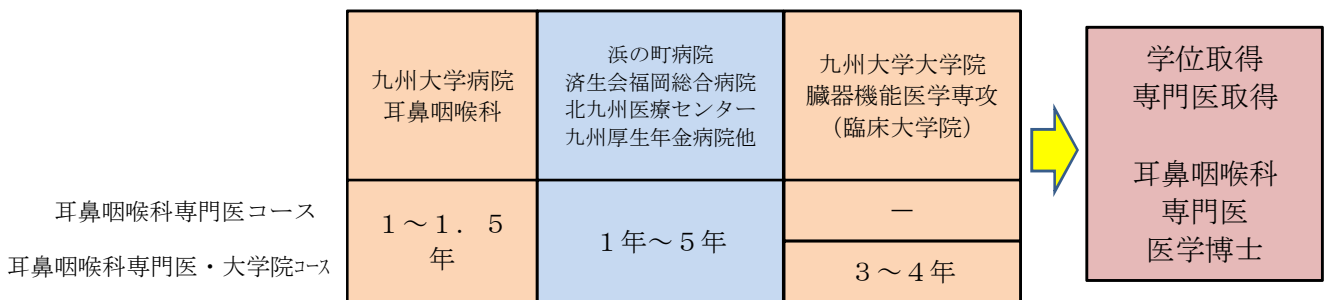 九州大学病院
耳鼻咽喉科
浜の町病院
済生会福岡総合病院
北九州医療センター
九州厚生年金病院他
九州大学大学院
臓器機能医学専攻
（臨床大学院）
学位取得
専門医取得
耳鼻咽喉科
専門医
医学博士
耳鼻咽喉科専門医コース
耳鼻咽喉科専門医・大学院コース
１～１．５
年
１年～５年
－
３～４年